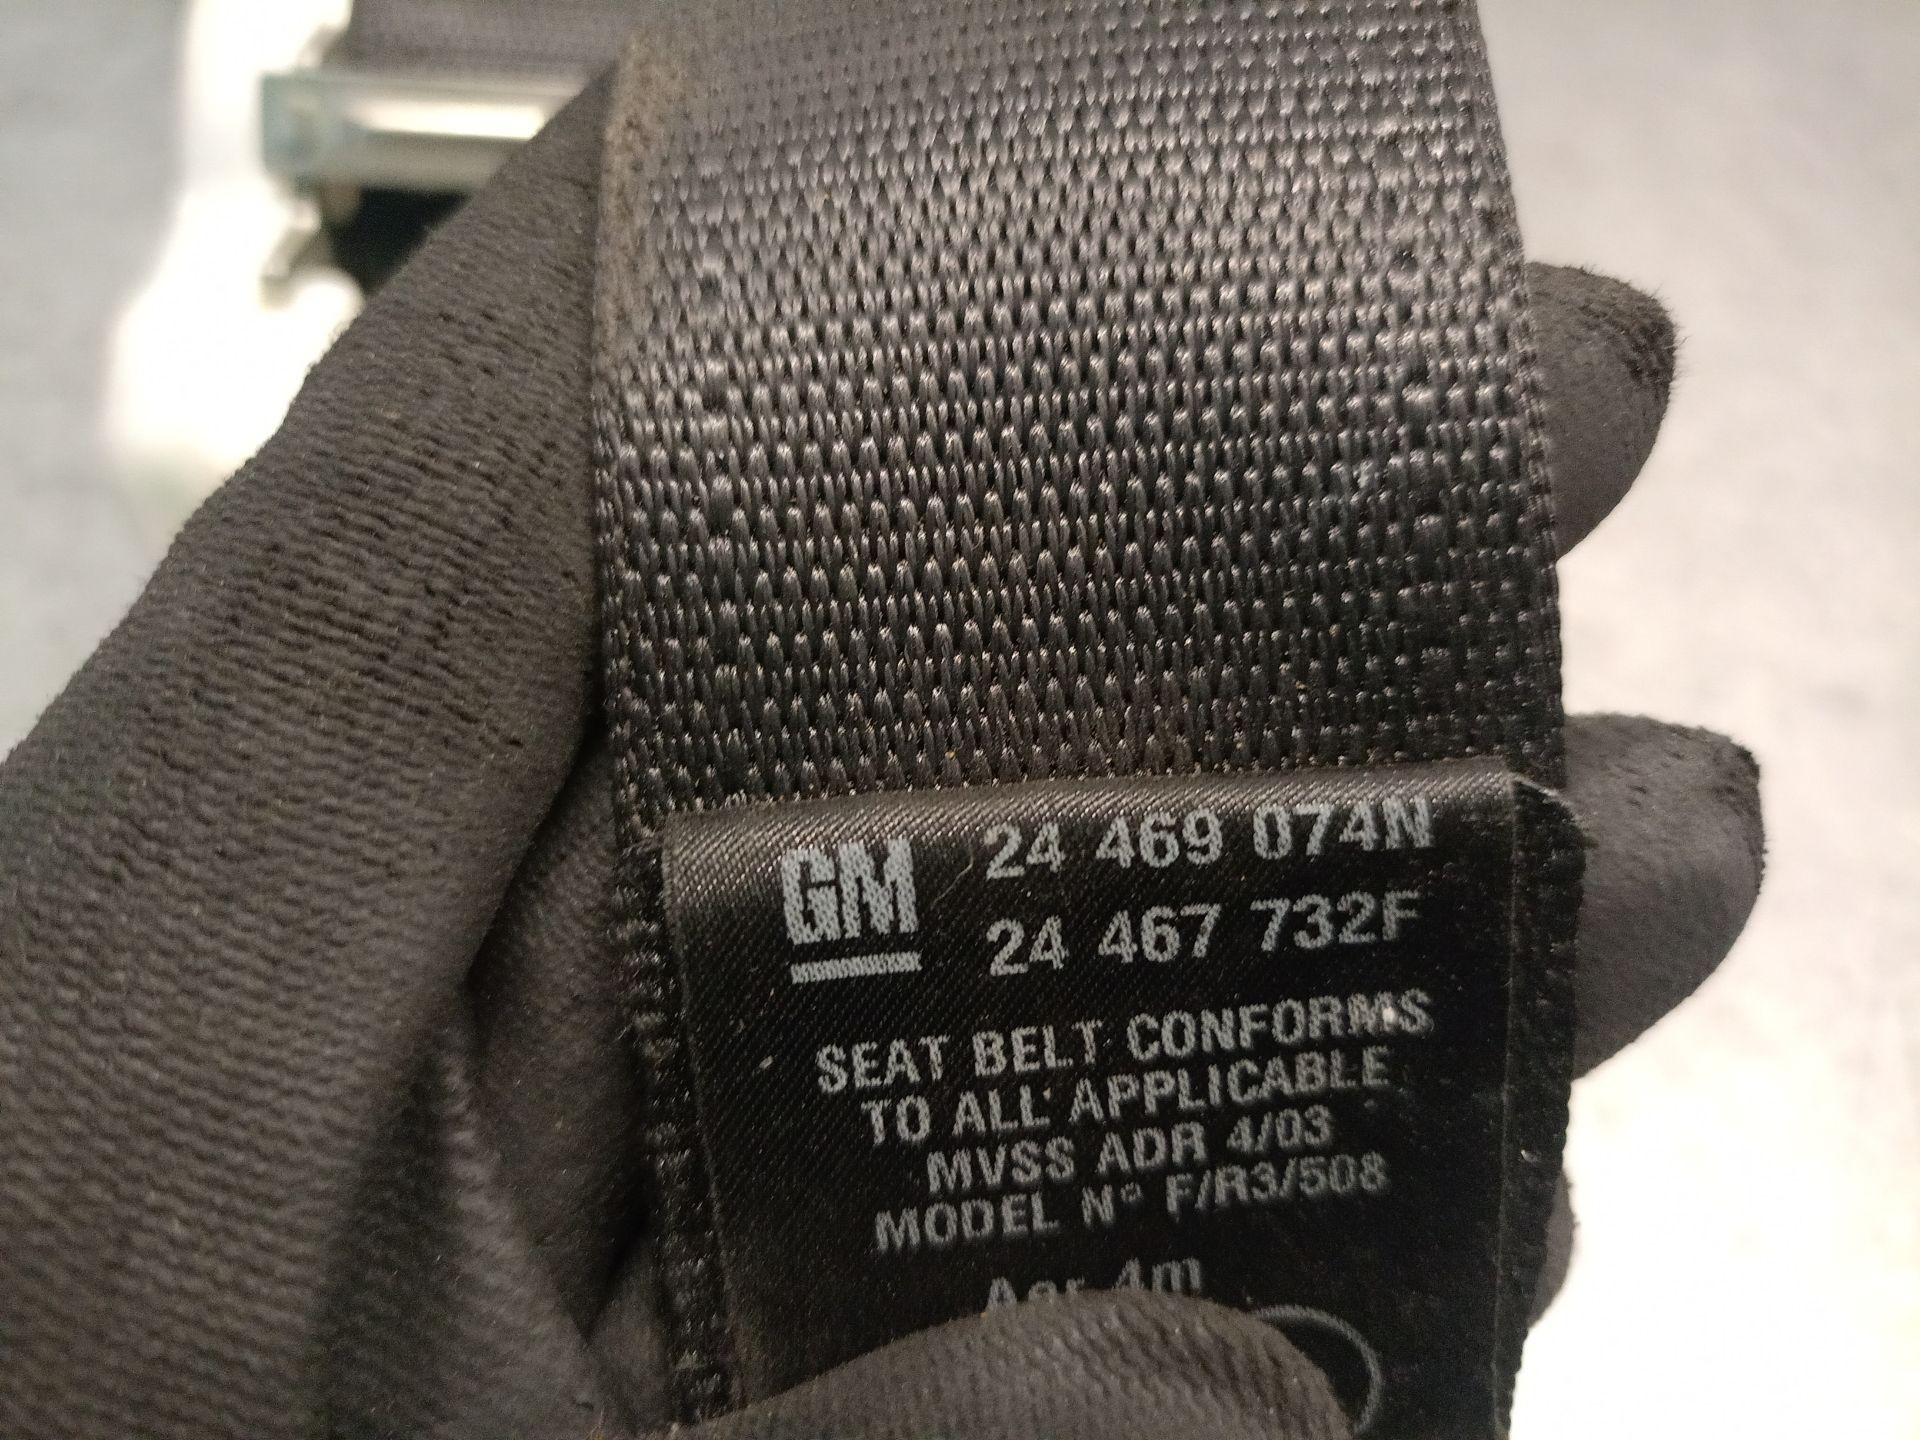 GM 24 469 074N
24 467 732F
SEAT BELT CONFORMS
TO ALL APPLICABLE
MVSS ADR 4/03
MODEL N° F/R3/508
4m